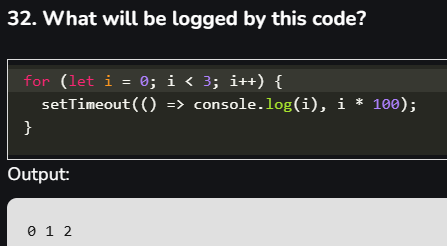 32. What will be logged by this code?
for (let i = 0; i < 3; i++) {
  setTimeout(() => console.log(i), i * 100);
}
Output:
0 1 2